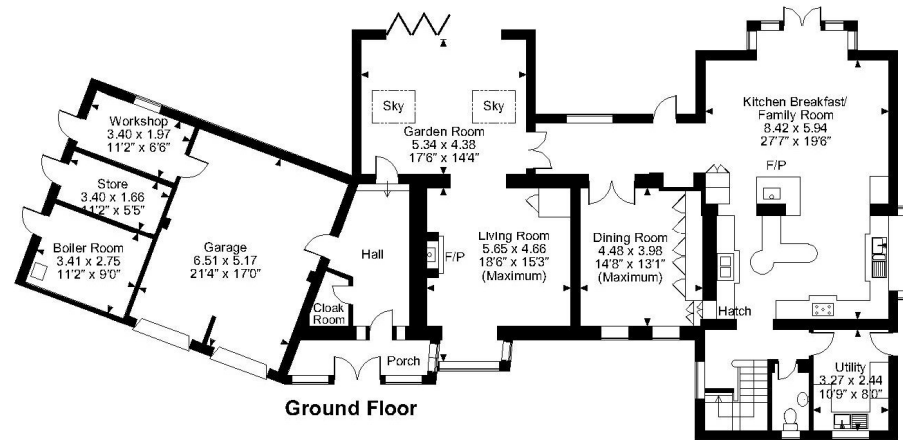 Workshop
3.40 x 1.97
11'2" x 6'6"
Store
3.40 x 1.66
11'2" x 5'5"
Boiler Room
3.41 x 2.75
11'2" x 9'0"
Garage
6.51 x 5.17
21'4" x 17'0"
Hall
Cloak
Room
Porch
Sky
Sky
Garden Room
5.34 x 4.38
17'6" x 14'4"
F/P
Living Room
5.65 x 4.66
18'6" x 15'3"
(Maximum)
Dining Room
4.48 x 3.98
14'8" x 13'1"
(Maximum)
Kitchen Breakfast/
Family Room
8.42 x 5.94
27'7" x 19'6"
F/P
Hatch
Utility
3.27 x 2.44
10'9" x 8'0"
Ground Floor